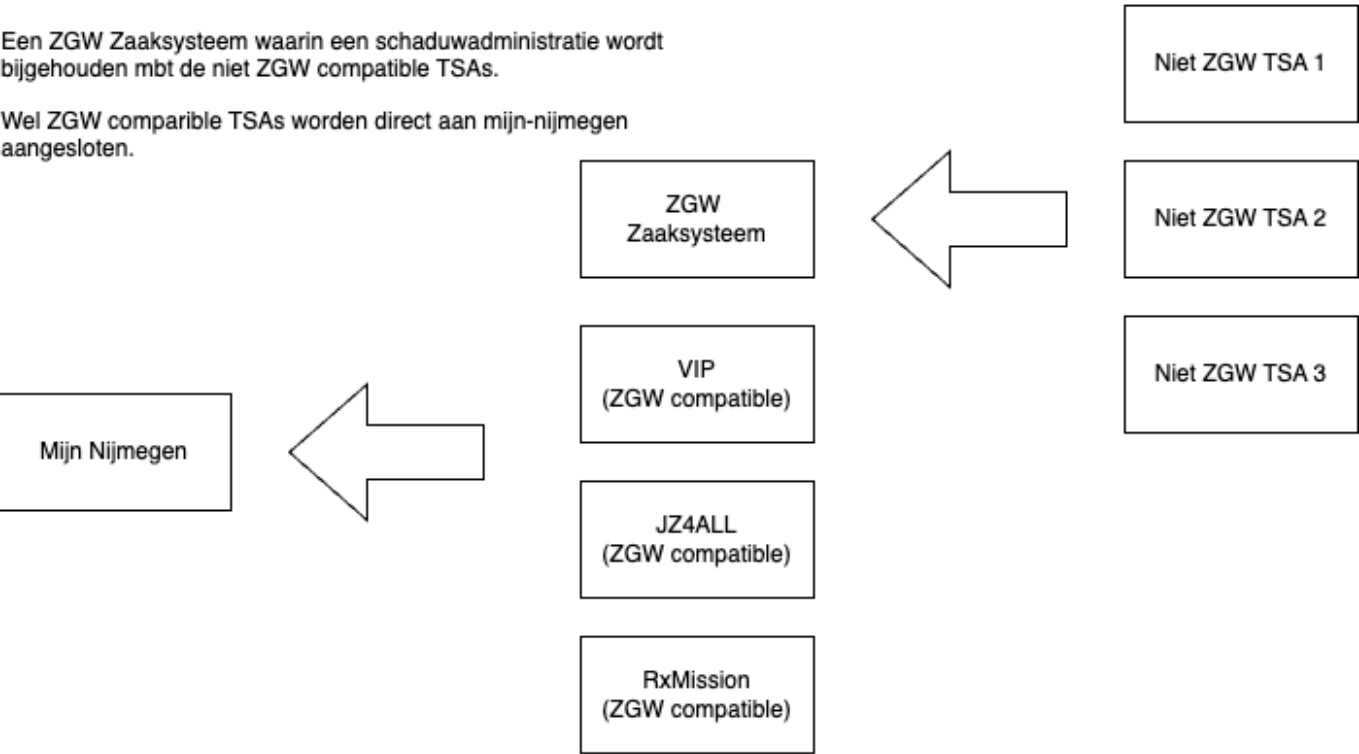 Een ZGW Zaaksysteem waarin een schaduwadministratie wordt
bijgehouden mbt de niet ZGW compatible TSAs.
Wel ZGW comparible TSAs worden direct aan mijn-nijmegen
aangesloten.
Niet ZGW TSA 1
ZGW
Zaaksysteem
Niet ZGW TSA 2
VIP
(ZGW compatible)
Niet ZGW TSA 3
Mijn Nijmegen
JZ4ALL
(ZGW compatible)
RxMission
(ZGW compatible)